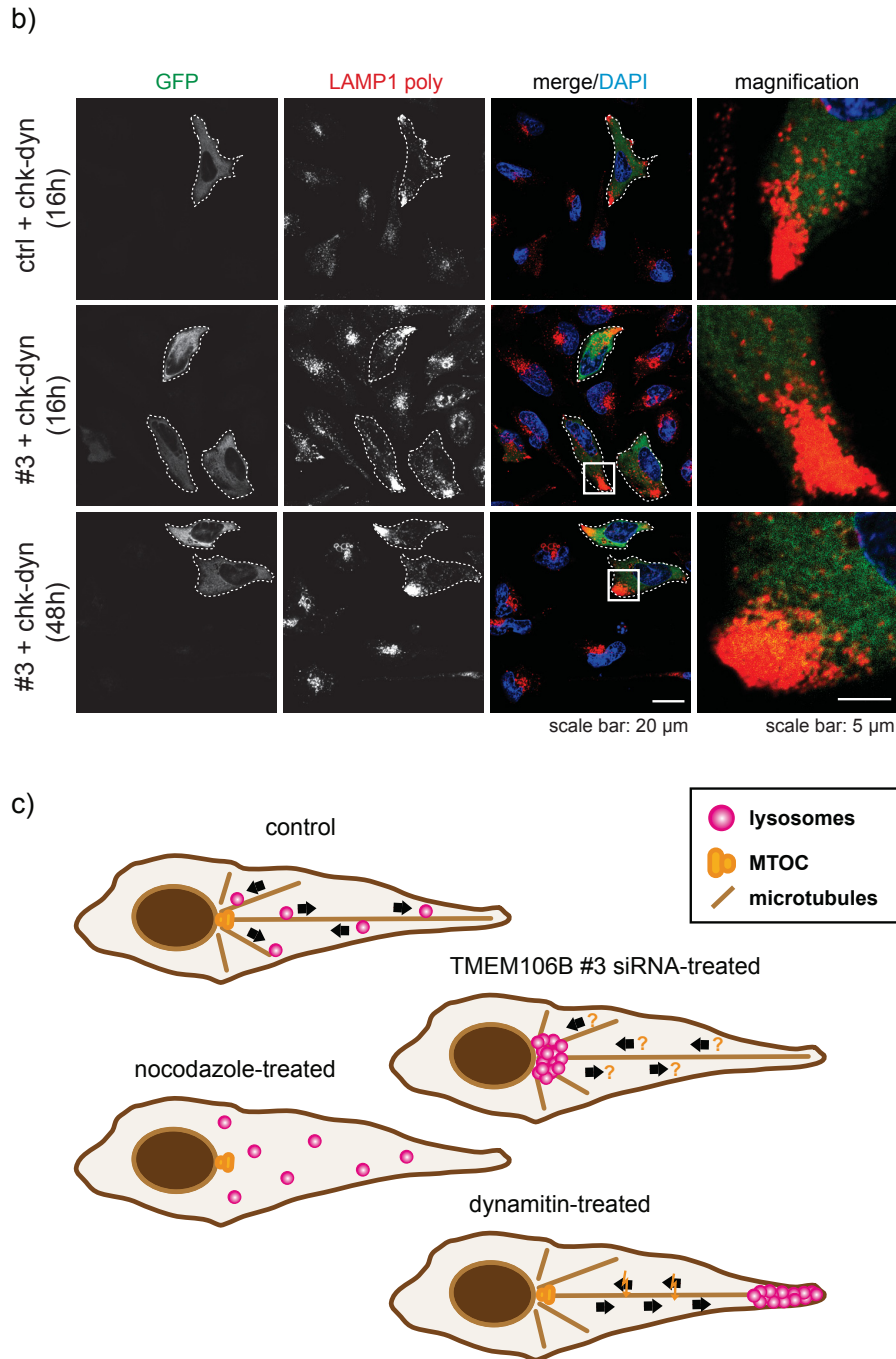 b)
GFP
LAMP1 poly
merge/DAPI
magnification
ctrl + chk-dyn
(16h)
#3 + chk-dyn
(16h)
#3 + chk-dyn
(48h)
scale bar: 20 µm
scale bar: 5 µm
c)
control
lysosomes
MTOC
microtubules
TMEM106B #3 siRNA-treated
?
? ?
? ?
nocodazole-treated
dynamitin-treated